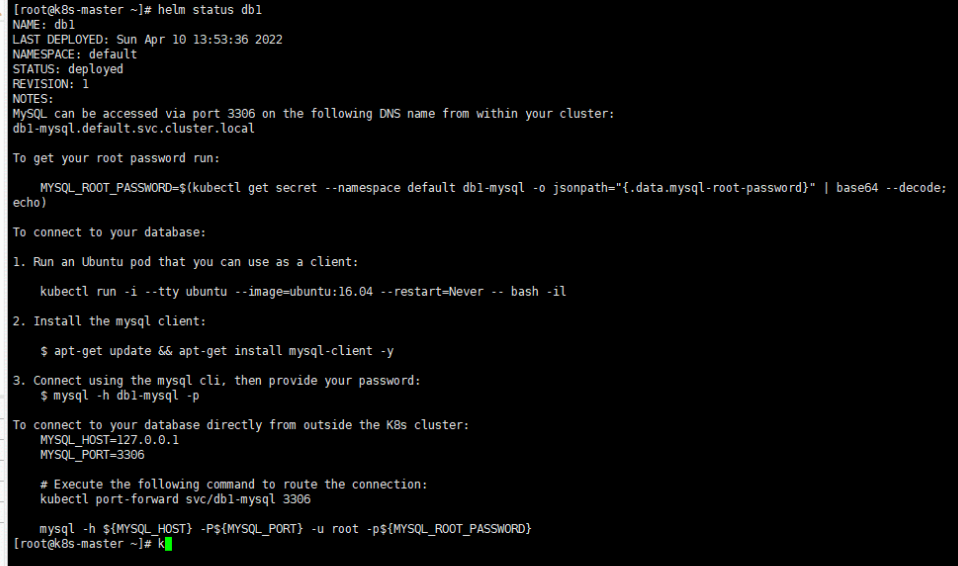 [root@k8s-master ~]# helm status db1
NAME: db1
LAST DEPLOYED: Sun Apr 10 13:53:36 2022
NAMESPACE: default
STATUS: deployed
REVISION: 1
NOTES:
MySQL can be accessed via port 3306 on the following DNS name from within your cluster:
db1-mysql.default.svc.cluster.local
To get your root password run:
MYSQL_ROOT_PASSWORD=$(kubectl get secret --namespace default db1-mysql -o jsonpath="{.data.mysql-root-password}" | base64 --decode;
echo)
To connect to your database:
1. Run an Ubuntu pod that you can use as a client:
kubectl run -i --tty ubuntu --image=ubuntu:16.04 --restart=Never -- bash -il
2. Install the mysql client:
$ apt-get update && apt-get install mysql-client -y
3. Connect using the mysql cli, then provide your password:
$ mysql -h db1-mysql -p
To connect to your database directly from outside the K8s cluster:
MYSQL_HOST=127.0.0.1
MYSQL_PORT=3306
# Execute the following command to route the connection:
kubectl port-forward svc/db1-mysql 3306
mysql -h ${MYSQL_HOST} -P${MYSQL_PORT} -u root -p${MYSQL_ROOT_PASSWORD}
[root@k8s-master ~]# k